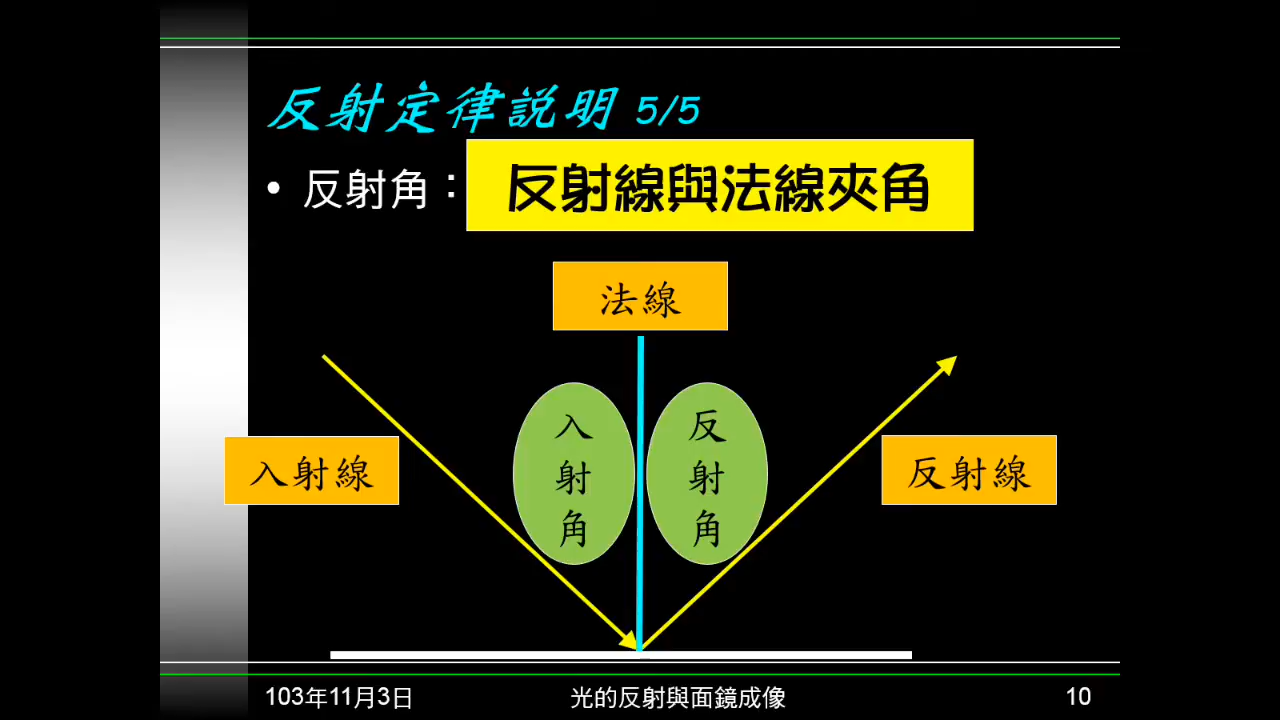 反射定律説明 5/5
• 反射角：反射線與法線夾角
法線
入射角
反射角
入射線
反射線
103年11月3日
光的反射與面鏡成像
10